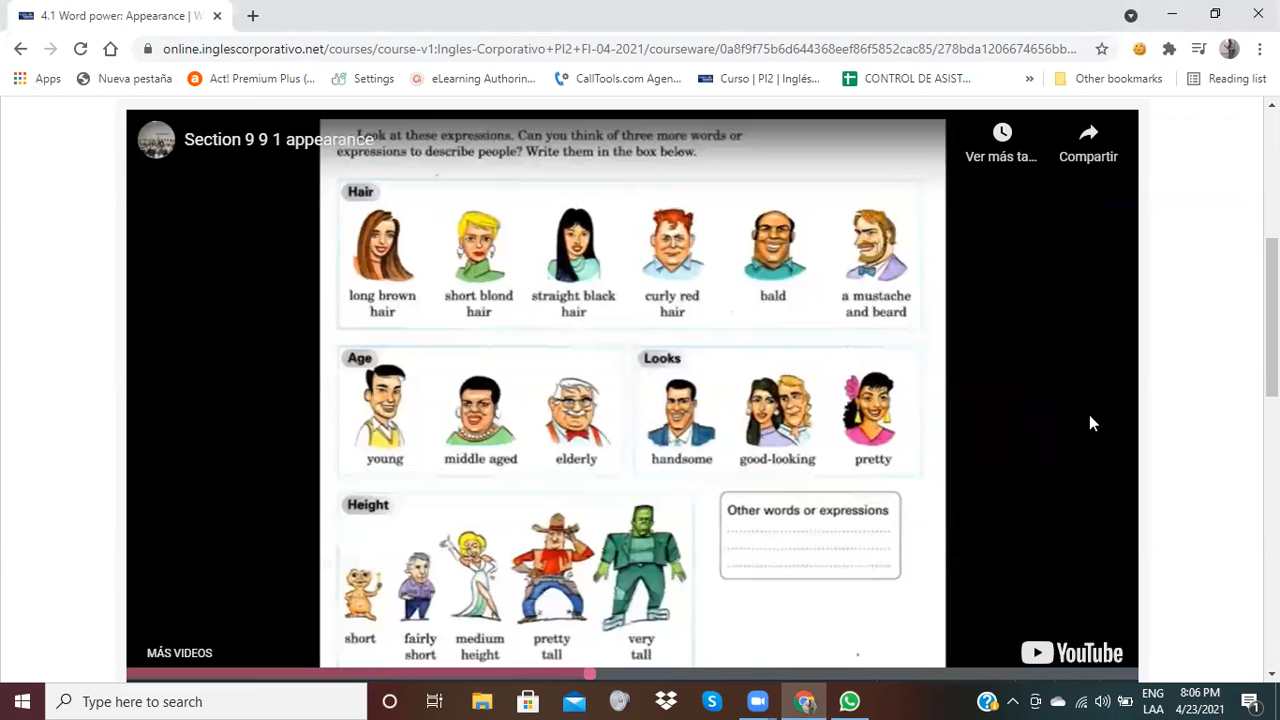 4.1 Word power: Appearance | W
online.inglescorporativo.net/courses/course-v1:Ingles-Corporativo+PI2+FI-04-2021/courseware/0a8f9f75b6d644368eef86f5852cac85/278bda1206674656bb...
Apps Nueva pestaña Act! Premium Plus (... Settings eLearning Authorin... CallTools.com Agen... Curso | PI2 | Inglés... CONTROL DE ASIST... » Other bookmarks Reading list
Section 9 9 1 appearance
Ver más ta...
Compartir
Look at these expressions. Can you think of three more words or
expressions to describe people? Write them in the box below.
Hair
long brown hair
short blond hair
straight black hair
curly red hair
bald
a mustache and beard
Age
young
middle aged
elderly
Looks
handsome
good-looking
pretty
Height
short
fairly short
medium height
pretty tall
very tall
Other words or expressions
MÁS VIDEOS
YouTube
Type here to search
ENG
LAA
8:06 PM
4/23/2021
1